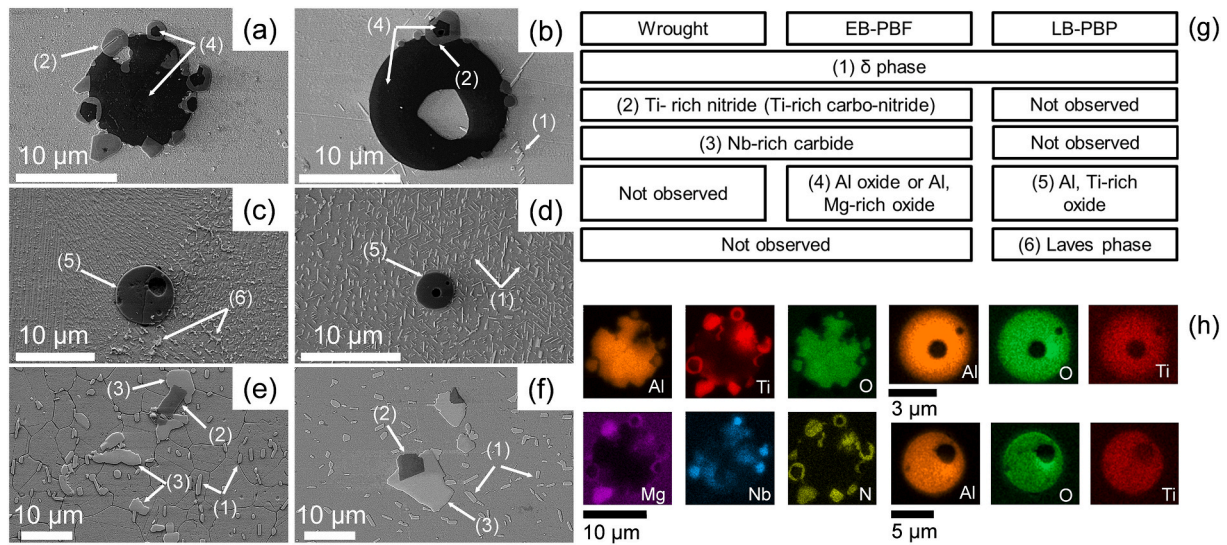 (a)
(2)
(4)
10 µm
(b)
(4)
(2)
(1)
10 µm
(c)
(5)
(6)
10 µm
(d)
(5)
(1)
10 µm
(e)
(3)
(2)
(3)
(1)
10 µm
(f)
(2)
(1)
(3)
10 µm
(g)
Wrought
EB-PBF
LB-PBP
(1) δ phase
(2) Ti- rich nitride (Ti-rich carbo-nitride)
Not observed
(3) Nb-rich carbide
Not observed
Not observed
(4) Al oxide or Al,
Mg-rich oxide
(5) Al, Ti-rich
oxide
Not observed
(6) Laves phase
(h)
Al
Ti
O
Al
O
Ti
3 µm
Mg
Nb
N
Al
O
Ti
10 µm
5 µm